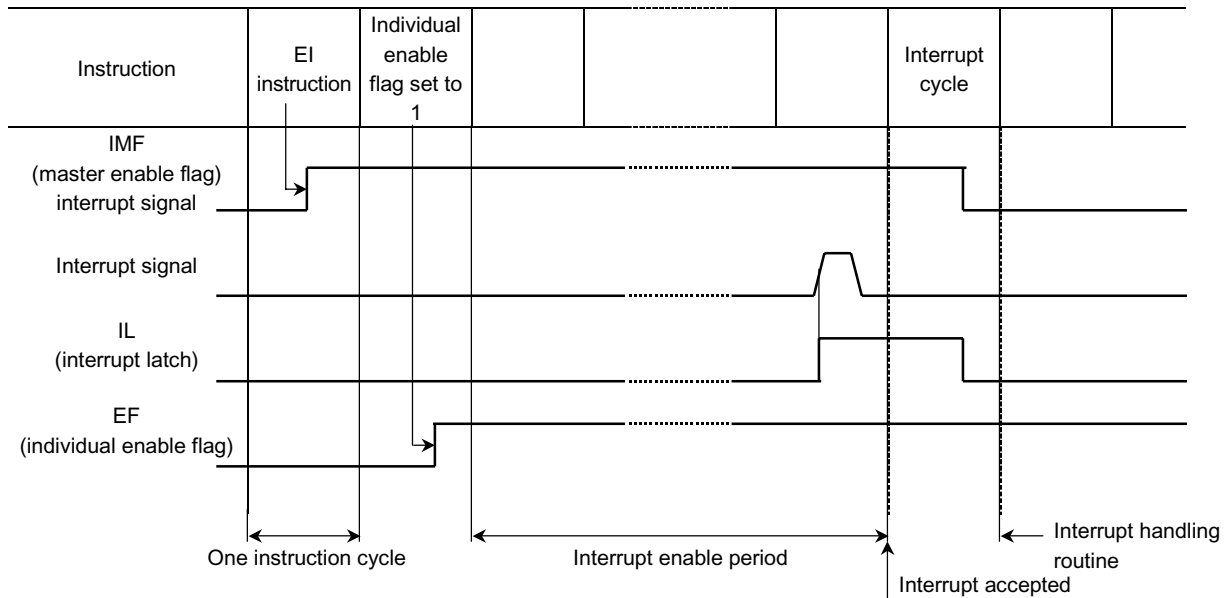 Instruction
EI
instruction
Individual
enable
flag set to
1
Interrupt
cycle
IMF
(master enable flag)
interrupt signal
Interrupt signal
IL
(interrupt latch)
EF
(individual enable flag)
One instruction cycle
Interrupt enable period
Interrupt handling
routine
Interrupt accepted